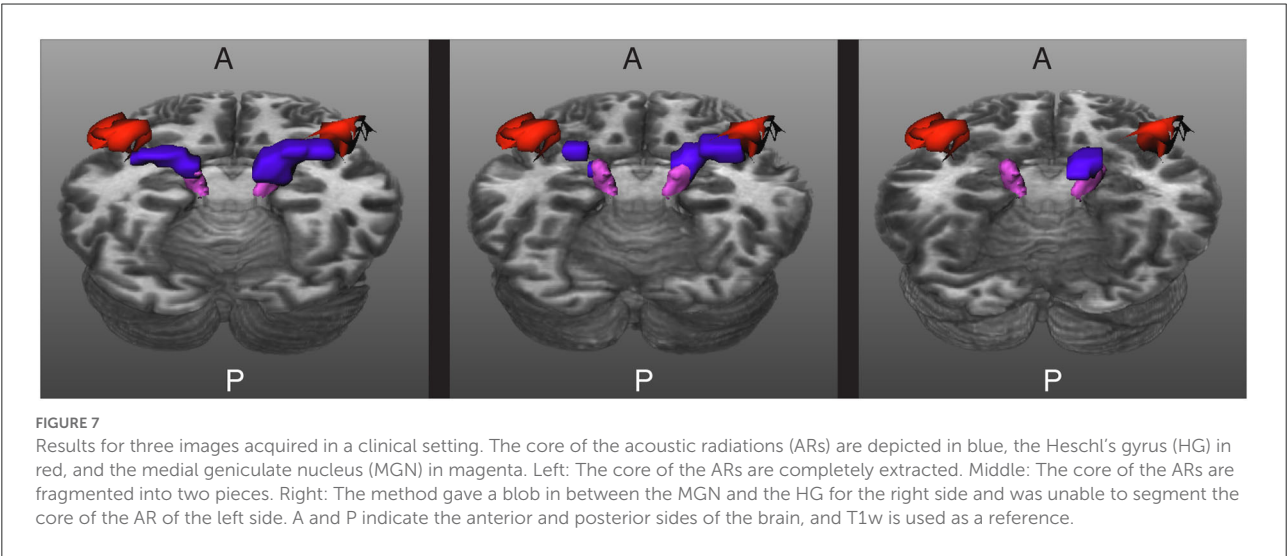 A A A
P P P
FIGURE 7
Results for three images acquired in a clinical setting. The core of the acoustic radiations (ARs) are depicted in blue, the Heschl's gyrus (HG) in
red, and the medial geniculate nucleus (MGN) in magenta. Left: The core of the ARs are completely extracted. Middle: The core of the ARs are
fragmented into two pieces. Right: The method gave a blob in between the MGN and the HG for the right side and was unable to segment the
core of the AR of the left side. A and P indicate the anterior and posterior sides of the brain, and T1w is used as a reference.